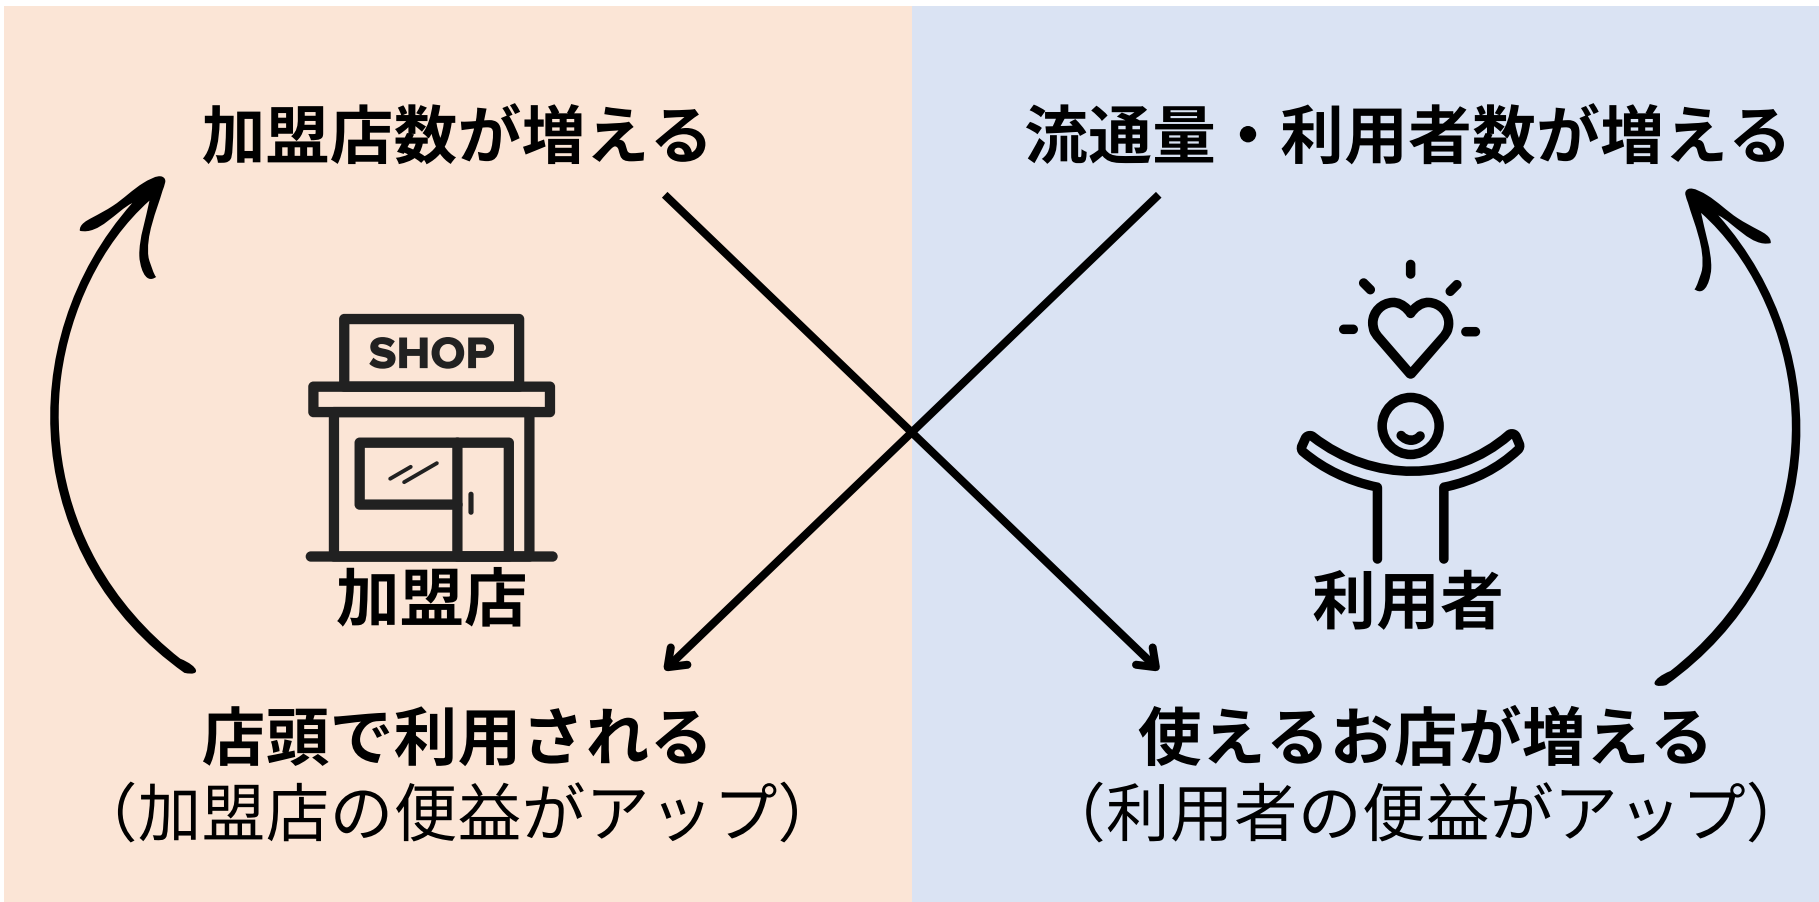 加盟店数が増える
SHOP
加盟店
店頭で利用される
（加盟店の便益がアップ）
流通量・利用者数が増える
利用者
使えるお店が増える
（利用者の便益がアップ）